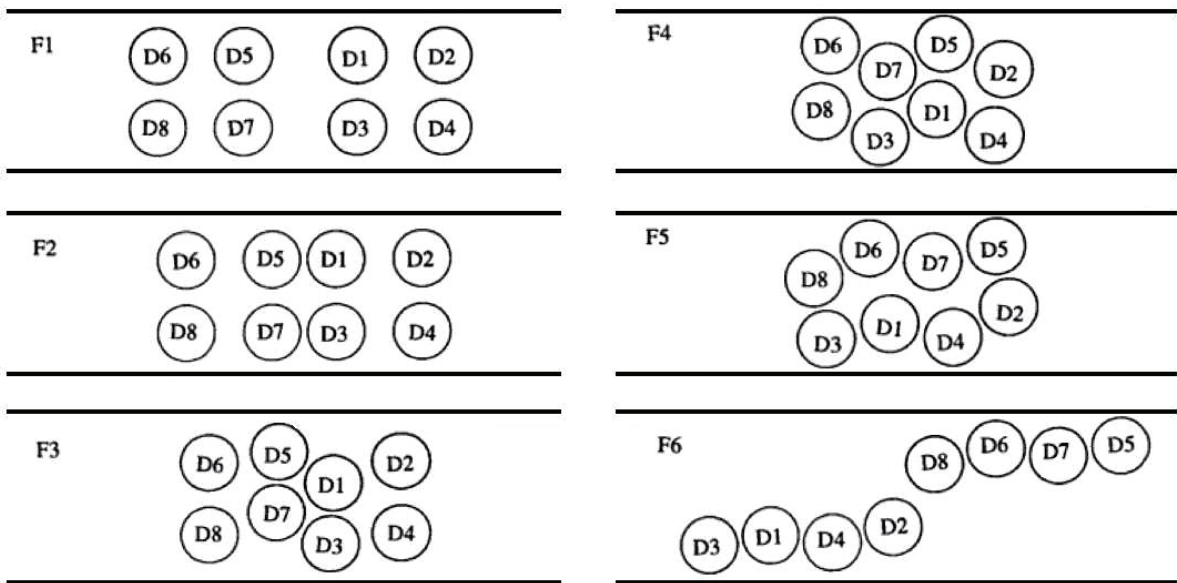 F1
D6 D5 D1 D2
D8 D7 D3 D4
F2
D6 D5 D1 D2
D8 D7 D3 D4
F3
D6 D5 D1 D2
D8 D7 D3 D4
F4
D6 D7 D5 D2
D8 D3 D1 D4
F5
D8 D6 D7 D5
D3 D1 D4 D2
F6
D8 D6 D7 D5
D3 D1 D4 D2